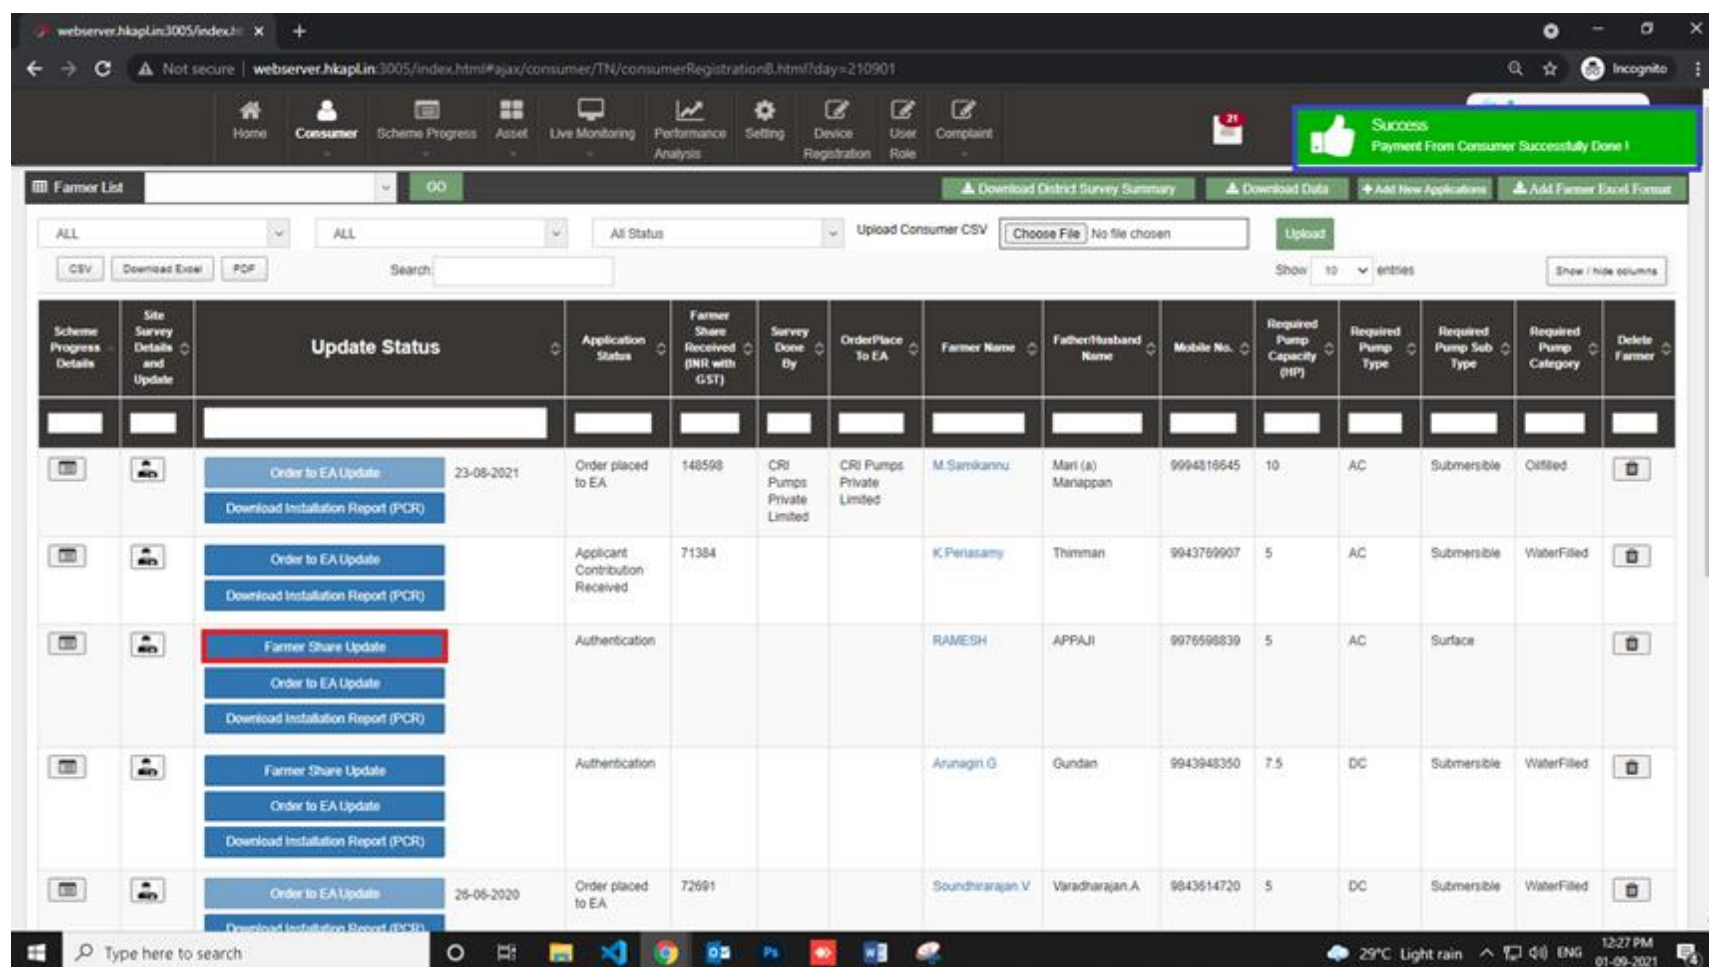 webserver.hkapl.in:3005/index.ht
Not secure | webserver.hkapl.in:3005/index.html#ajax/consumer/TN/consumerRegistrationB.html?day=210901
Incognito
Home
Consumer
Scheme Progress
Asset
Live Monitoring
Performance Analysis
Setting
Device Registration
User Role
Complaint
21
Success
Payment From Consumer Successfully Done !
Farmer List
GO
Download District Survey Summary
Download Data
+Add New Applications
Add Farmer Excel Format
ALL
ALL
All Status
Upload Consumer CSV
Choose File No file chosen
Upload
CSV
Download Excel
PDF
Search:
Show 10 entries
Show / hide columns
Scheme Progress Details
Site Survey Details and Update
Update Status
Application Status
Farmer Share Received (INR with GST)
Survey Done By
OrderPlace To EA
Farmer Name
Father/Husband Name
Mobile No.
Required Pump Capacity (HP)
Required Pump Type
Required Pump Sub Type
Required Pump Category
Delete Farmer
Order to EA Update
23-08-2021
Order placed to EA
148598
CRI Pumps Private Limited
CRI Pumps Private Limited
M.Samikannu
Mari (a) Mariappan
9994816645
10
AC
Submersible
Oilfilled
Download Installation Report (PCR)
Order to EA Update
Applicant Contribution Received
71384
K.Periasamy
Thimman
9943769907
5
AC
Submersible
WaterFilled
Download Installation Report (PCR)
Farmer Share Update
Authentication
RAMESH
APPAJI
9976598839
5
AC
Surface
Order to EA Update
Download Installation Report (PCR)
Farmer Share Update
Authentication
Arunagiri.G
Gundan
9943948350
7.5
DC
Submersible
WaterFilled
Order to EA Update
Download Installation Report (PCR)
Order to EA Update
26-06-2020
Order placed to EA
72691
Soundhirarajan.V
Varadharajan.A
9843614720
5
DC
Submersible
WaterFilled
Download Installation Report (PCR)
Type here to search
29°C Light rain
ENG
12:27 PM
01-09-2021
4